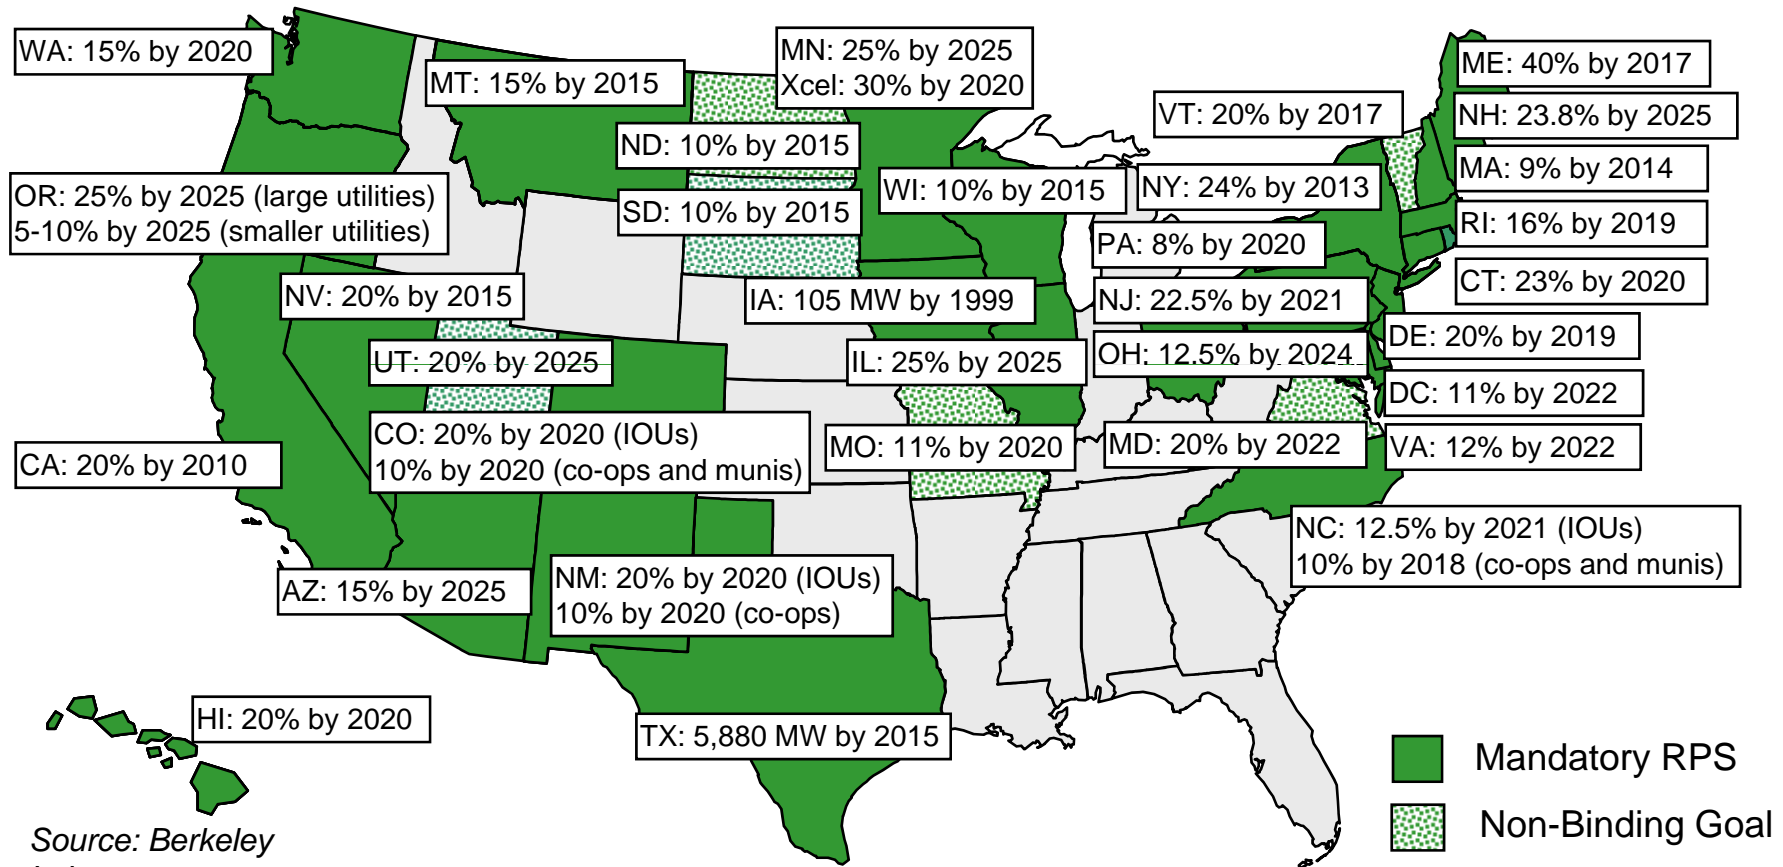 WA: 15% by 2020
MT: 15% by 2015
MN: 25% by 2025
Xcel: 30% by 2020
ME: 40% by 2017
VT: 20% by 2017
NH: 23.8% by 2025
ND: 10% by 2015
MA: 9% by 2014
OR: 25% by 2025 (large utilities)
5-10% by 2025 (smaller utilities)
SD: 10% by 2015
WI: 10% by 2015
NY: 24% by 2013
RI: 16% by 2019
PA: 8% by 2020
CT: 23% by 2020
NV: 20% by 2015
IA: 105 MW by 1999
NJ: 22.5% by 2021
DE: 20% by 2019
UT: 20% by 2025
IL: 25% by 2025
OH: 12.5% by 2024
DC: 11% by 2022
CO: 20% by 2020 (IOUs)
10% by 2020 (co-ops and munis)
MO: 11% by 2020
MD: 20% by 2022
VA: 12% by 2022
CA: 20% by 2010
NC: 12.5% by 2021 (IOUs)
10% by 2018 (co-ops and munis)
AZ: 15% by 2025
NM: 20% by 2020 (IOUs)
10% by 2020 (co-ops)
HI: 20% by 2020
TX: 5,880 MW by 2015
Mandatory RPS
Non-Binding Goal
Source: Berkeley